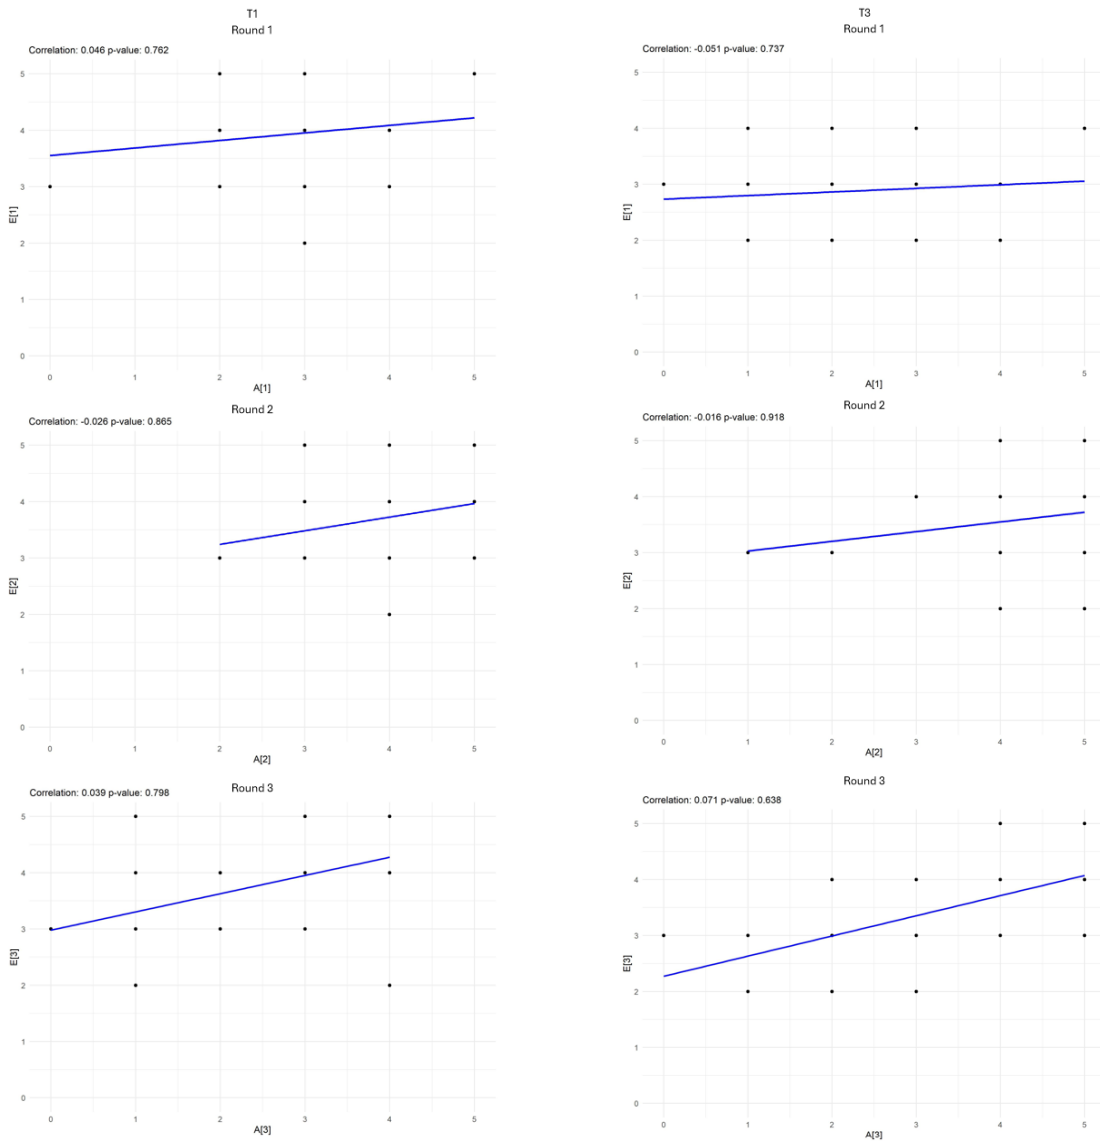 T1
Round 1
Correlation: 0.046 p-value: 0.762
5
4
3
2
1
0
E[1]
0 1 2 3 4 5
A[1]
Round 2
Correlation: -0.026 p-value: 0.865
5
4
3
2
1
0
E[2]
0 1 2 3 4 5
A[2]
Round 3
Correlation: 0.039 p-value: 0.798
5
4
3
2
1
0
E[3]
0 1 2 3 4 5
A[3]
T3
Round 1
Correlation: -0.051 p-value: 0.737
5
4
3
2
1
0
E[1]
0 1 2 3 4 5
A[1]
Round 2
Correlation: -0.016 p-value: 0.918
5
4
3
2
1
0
E[2]
0 1 2 3 4 5
A[2]
Round 3
Correlation: 0.071 p-value: 0.638
5
4
3
2
1
0
E[3]
0 1 2 3 4 5
A[3]